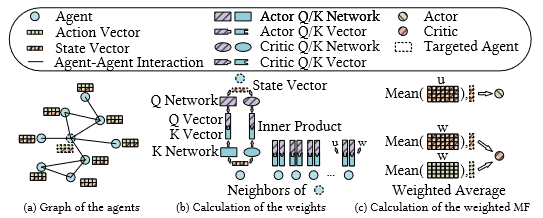 Agent
Action Vector
State Vector
Agent-Agent Interaction
Actor Q/K Network
Actor Q/K Vector
Critic Q/K Network
Critic Q/K Vector
Actor
Critic
Targeted Agent
(a) Graph of the agents
State Vector
Q Network
Q Vector
K Vector
Inner Product
K Network
u w
...
Neighbors of
(b) Calculation of the weights
u
Mean( ),
w
Mean( ),
w
Mean( ),
Weighted Average
(c) Calculation of the weighted MF